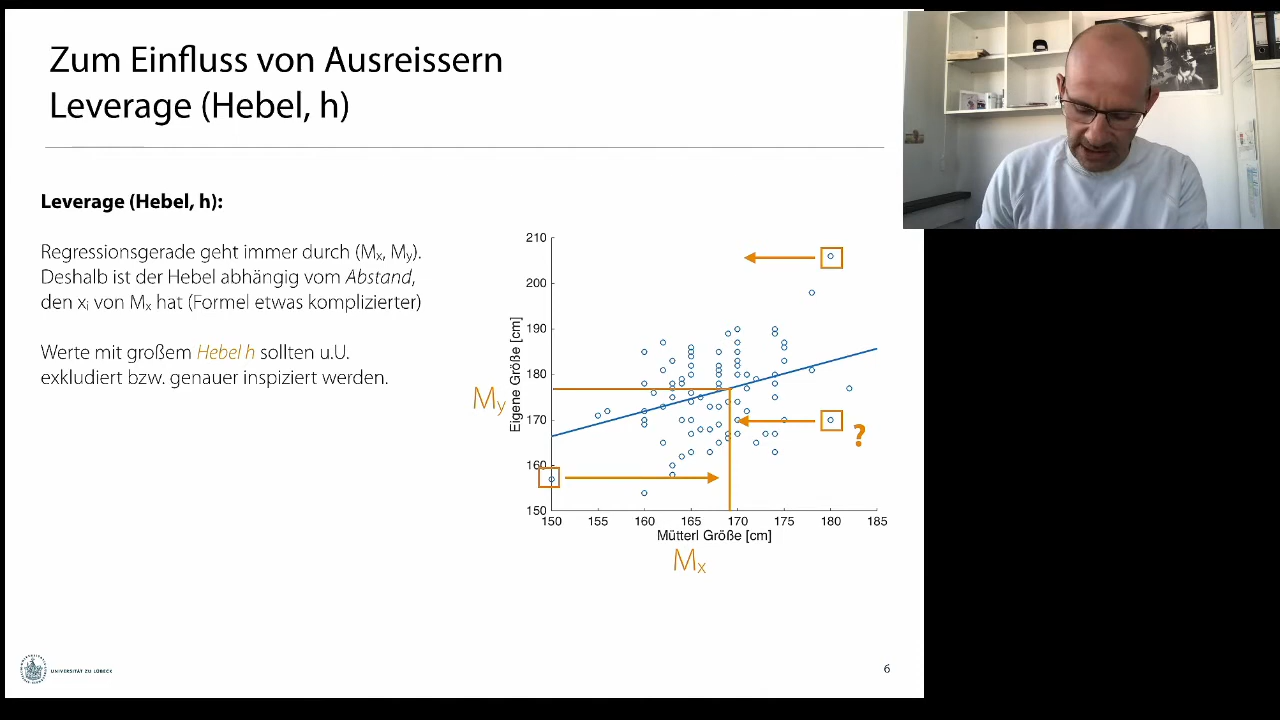 Zum Einfluss von Ausreissern
Leverage (Hebel, h)
Leverage (Hebel, h):
Regressionsgerade geht immer durch (Mx, My).
Deshalb ist der Hebel abhängig vom Abstand,
den xi von Mx hat (Formel etwas komplizierter)
Werte mit großem Hebel h sollten u.U.
exkludiert bzw. genauer inspiziert werden.
210
200
190
180
170
160
150
Eigene Größe [cm]
My
?
150 155 160 165 170 175 180 185
Mütterl Größe [cm]
Mx
UNIVERSITÄT ZU LÜBECK
6